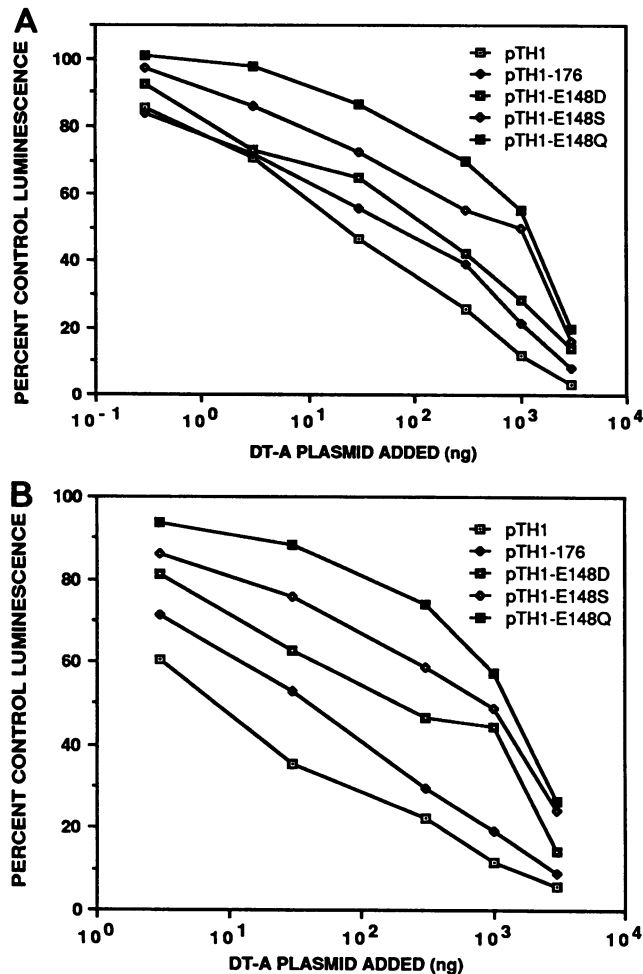 A
PERCENT CONTROL LUMINESCENCE
100
80
60
40
20
0
pTH1
pTH1-176
pTH1-E148D
pTH1-E148S
pTH1-E148Q
10-1
100
101
102
103
104
DT-A PLASMID ADDED (ng)
B
PERCENT CONTROL LUMINESCENCE
100
80
60
40
20
0
pTH1
pTH1-176
pTH1-E148D
pTH1-E148S
pTH1-E148Q
100
101
102
103
104
DT-A PLASMID ADDED (ng)